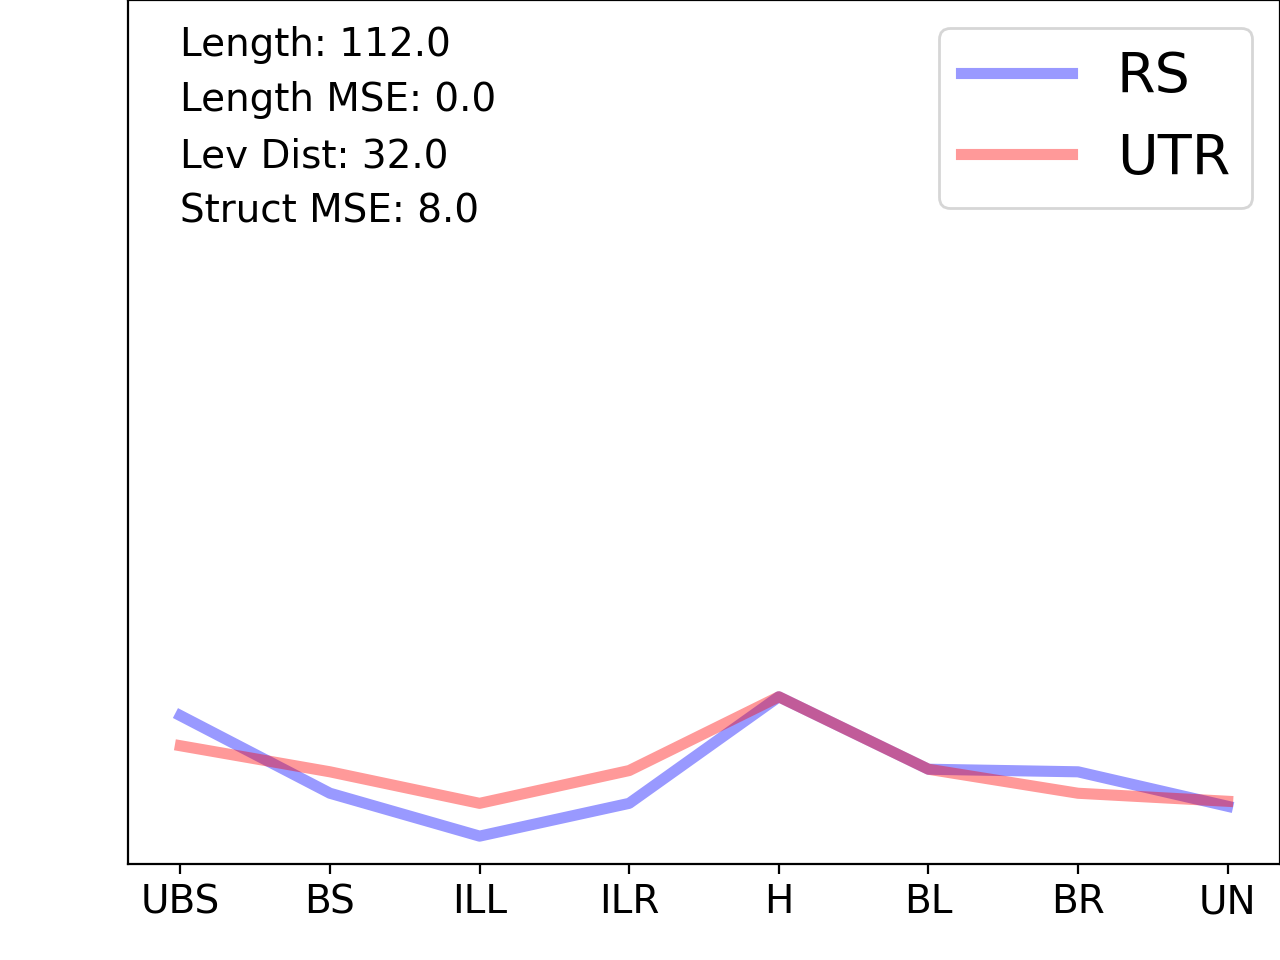 Length: 112.0
Length MSE: 0.0
Lev Dist: 32.0
Struct MSE: 8.0
RS
UTR
UBS BS ILL ILR H BL BR UN